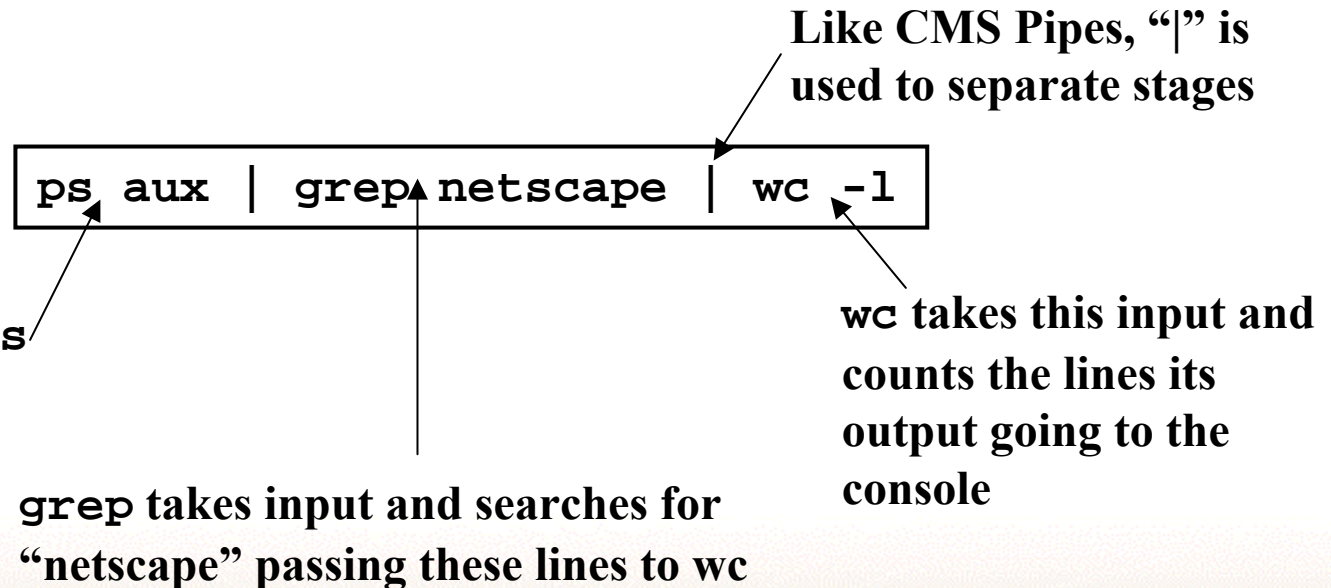 Like CMS Pipes, “|” is
used to separate stages
ps aux | grep netscape | wc -l
s
wc takes this input and
counts the lines its
output going to the
console
grep takes input and searches for
“netscape” passing these lines to wc